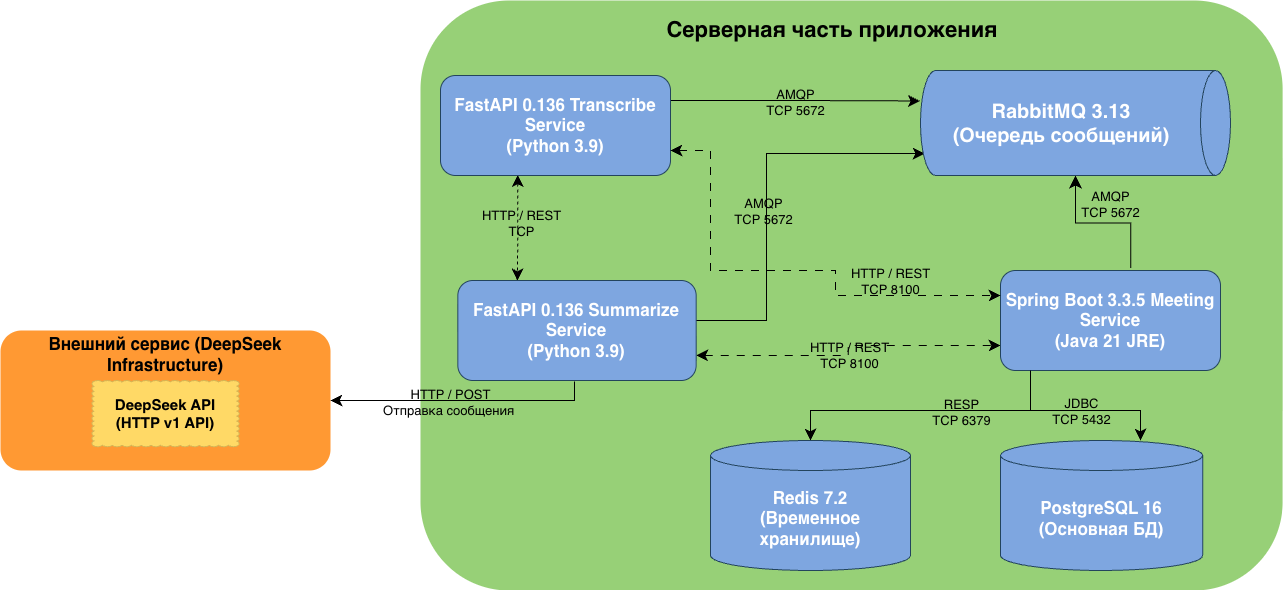 Серверная часть приложения
FastAPI 0.136 Transcribe
Service
(Python 3.9)
AMQP
TCP 5672
RabbitMQ 3.13
(Очередь сообщений)
HTTP / REST
TCP
AMQP
TCP 5672
AMQP
TCP 5672
HTTP / REST
TCP 8100
FastAPI 0.136 Summarize
Service
(Python 3.9)
Spring Boot 3.3.5 Meeting
Service
(Java 21 JRE)
HTTP / REST
TCP 8100
Внешний сервис (DeepSeek
Infrastructure)
DeepSeek API
(HTTP v1 API)
HTTP / POST
Отправка сообщения
RESP
TCP 6379
JDBC
TCP 5432
Redis 7.2
(Временное
хранилище)
PostgreSQL 16
(Основная БД)